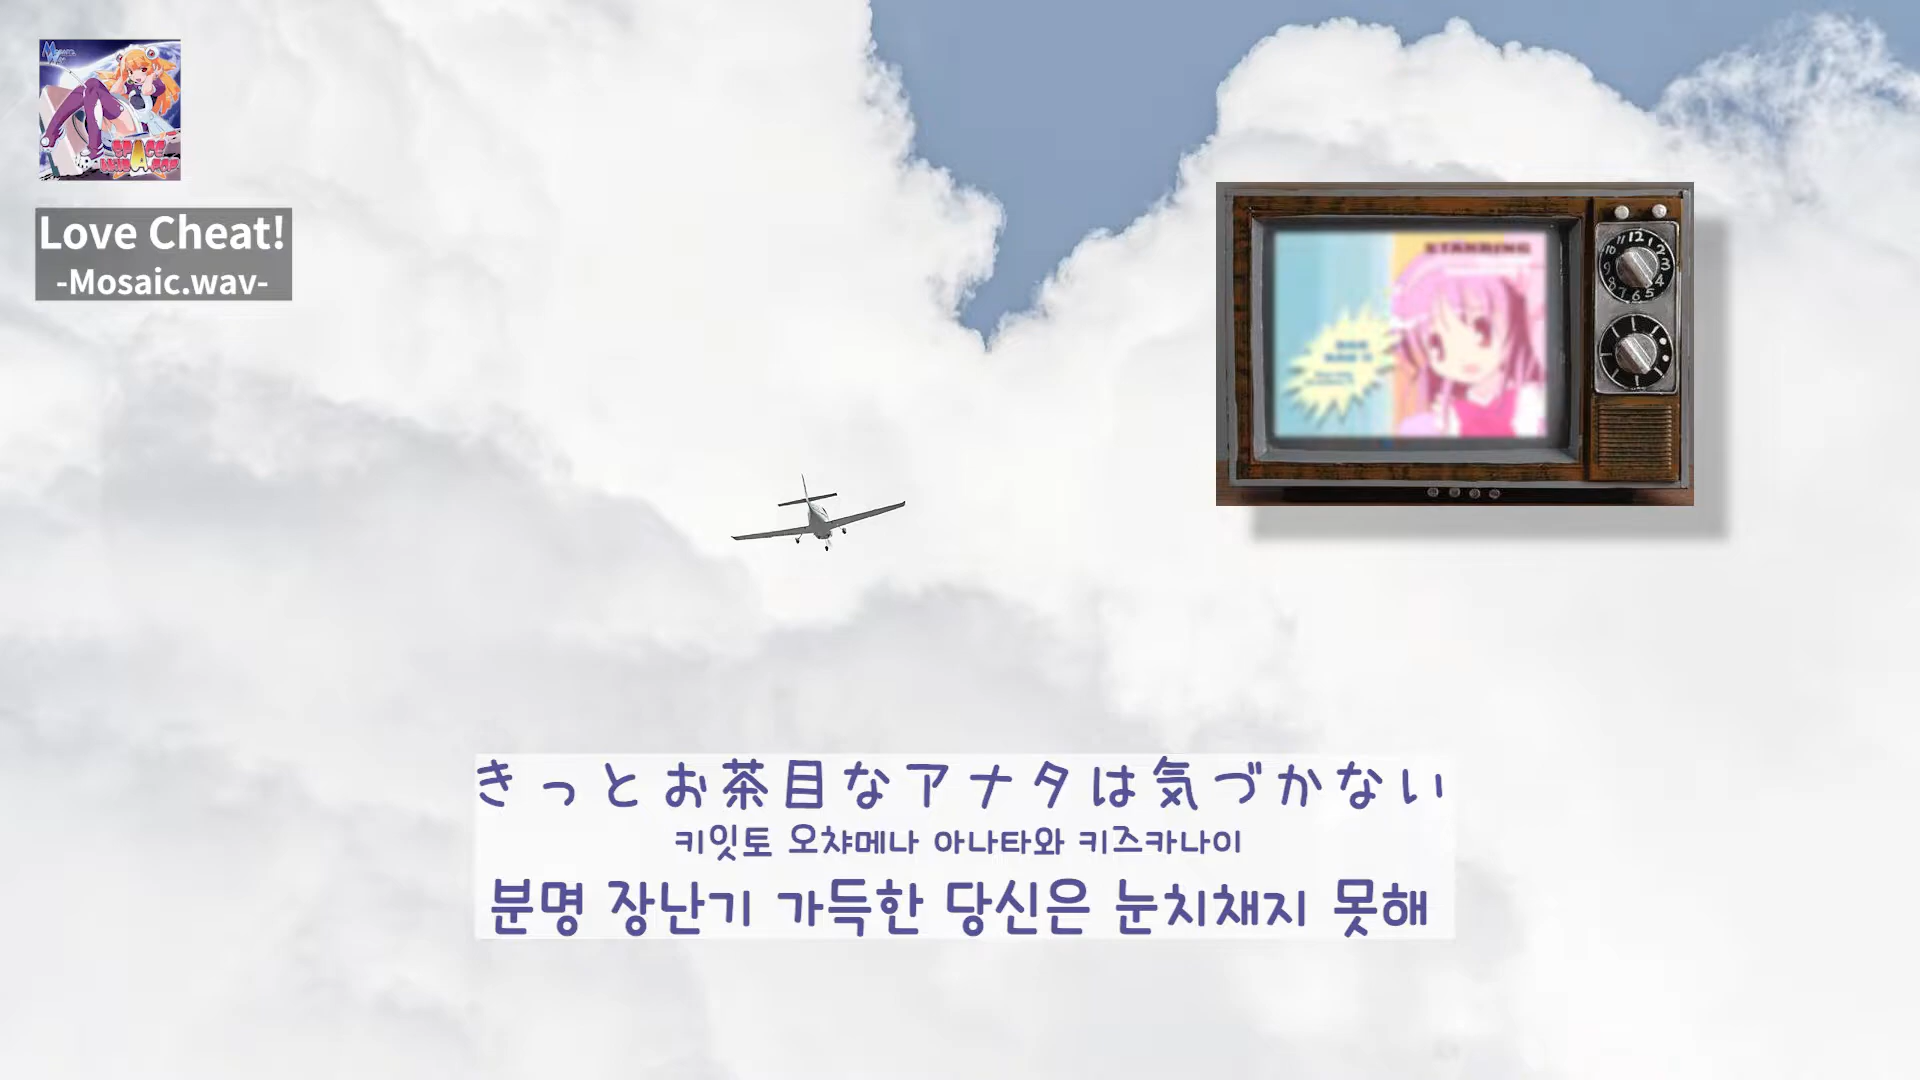 Love Cheat!
-Mosaic.wav-
STARRING
きっとお茶目なアナタは気づかない
키잇토 오챠메나 아나타와 키즈카나이
분명 장난기 가득한 당신은 눈치채지 못해